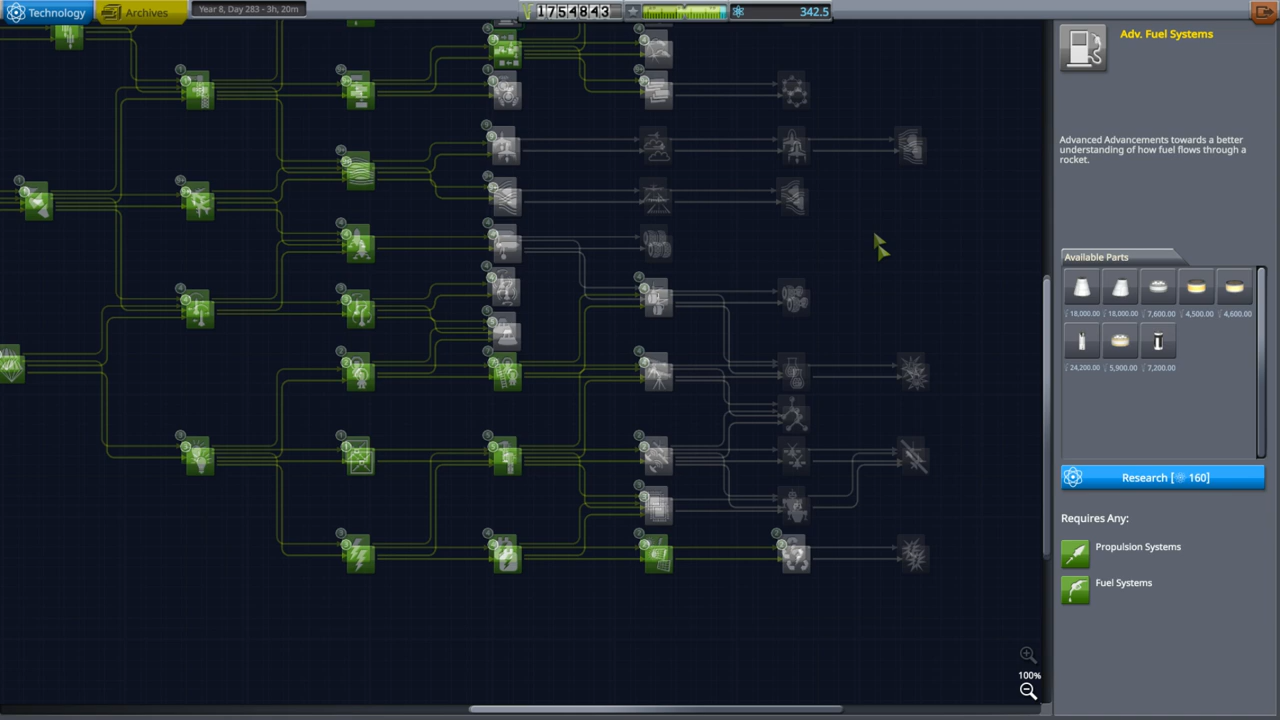 Technology
Archives
Year 8, Day 283 - 3h, 20m
1754843
342.5
Adv. Fuel Systems
Advanced Advancements towards a better
understanding of how fuel flows through a
rocket.
Available Parts
18,000.00 18,000.00 7,600.00 4,500.00 4,600.00
24,200.00 5,900.00 7,200.00
Research [160]
Requires Any:
Propulsion Systems
Fuel Systems
100%